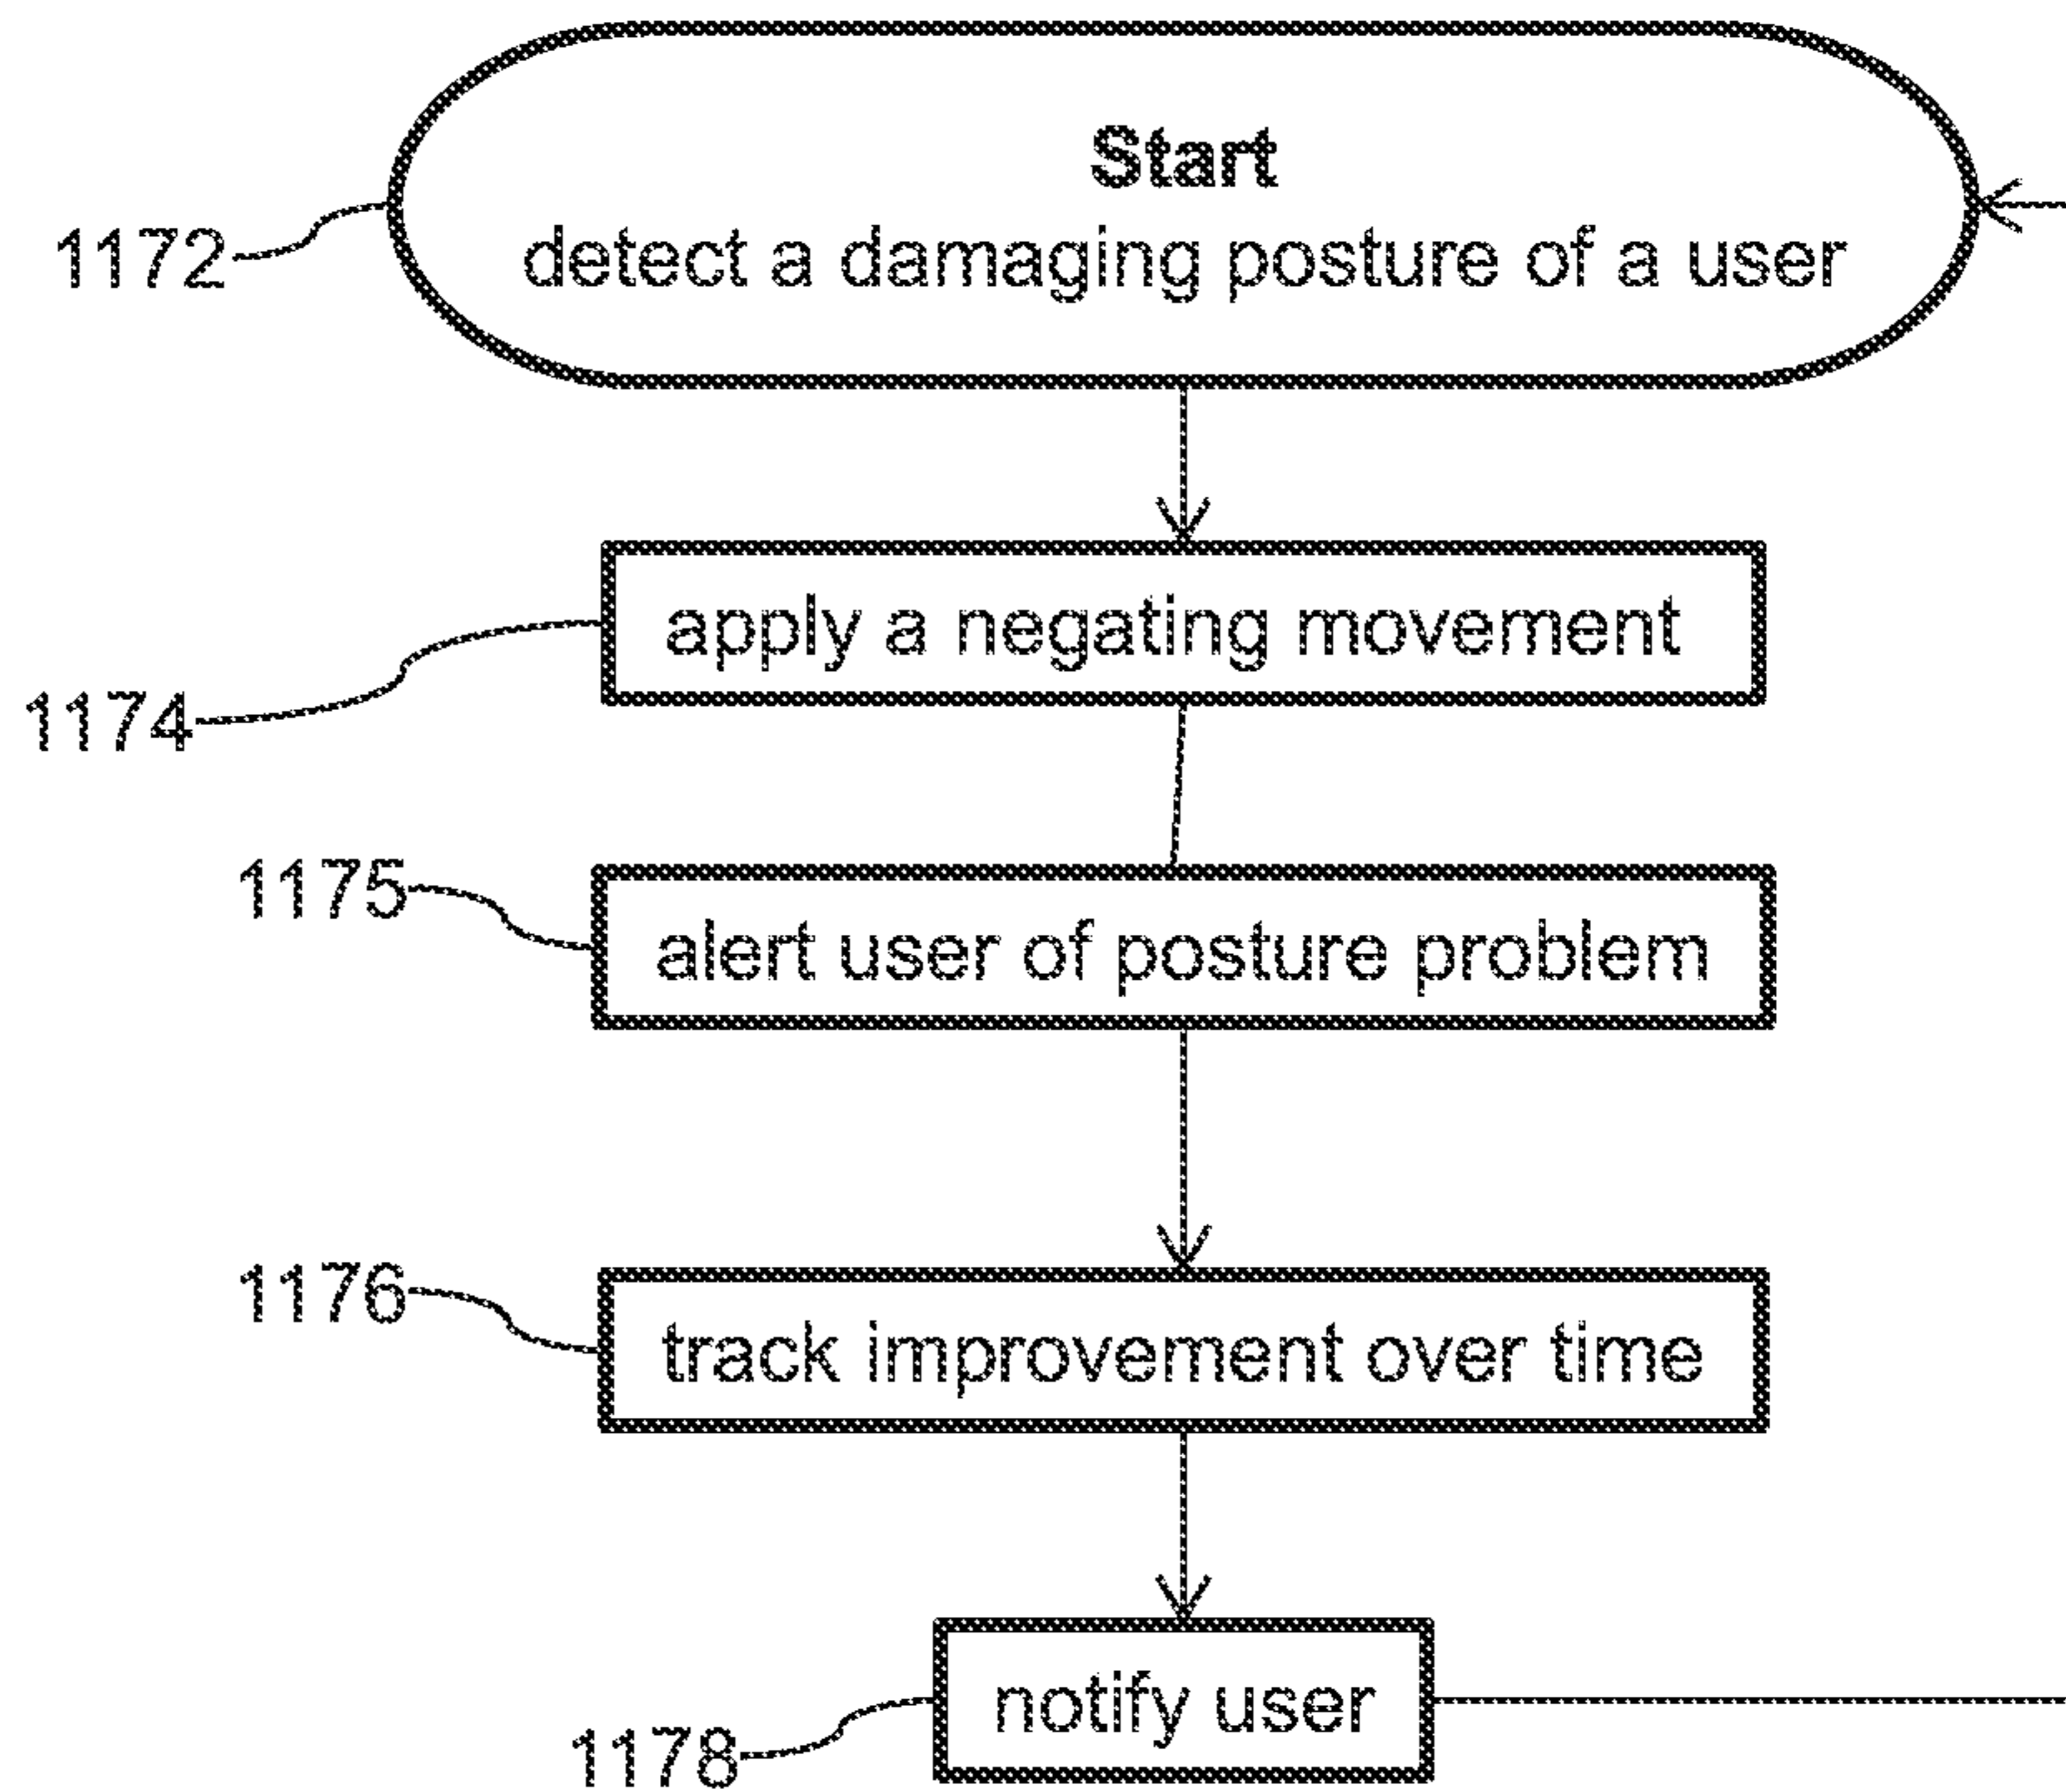 Start
1172
detect a damaging posture of a user
apply a negating movement
1174
1175
alert user of posture problem
1176
track improvement over time
notify user
1178